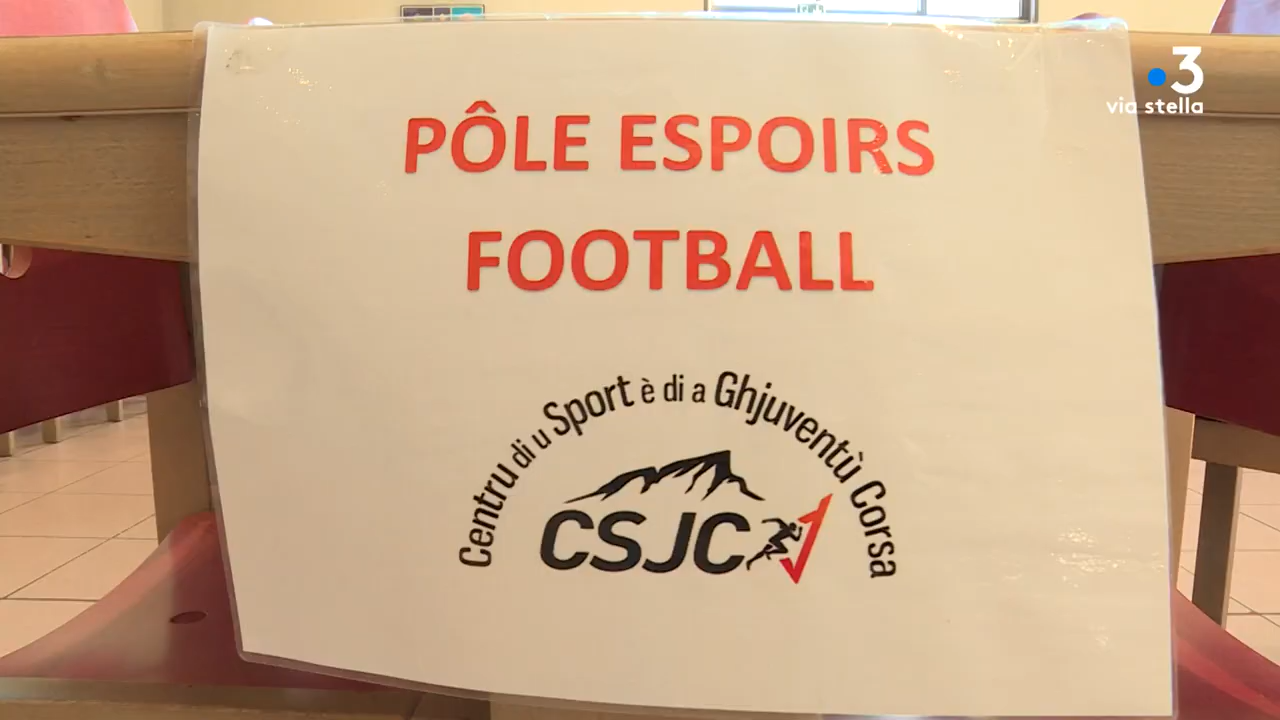 3
via stella
PÔLE ESPOIRS
FOOTBALL
Centru di u Sport è di a Ghjuventù Corsa
CSJC